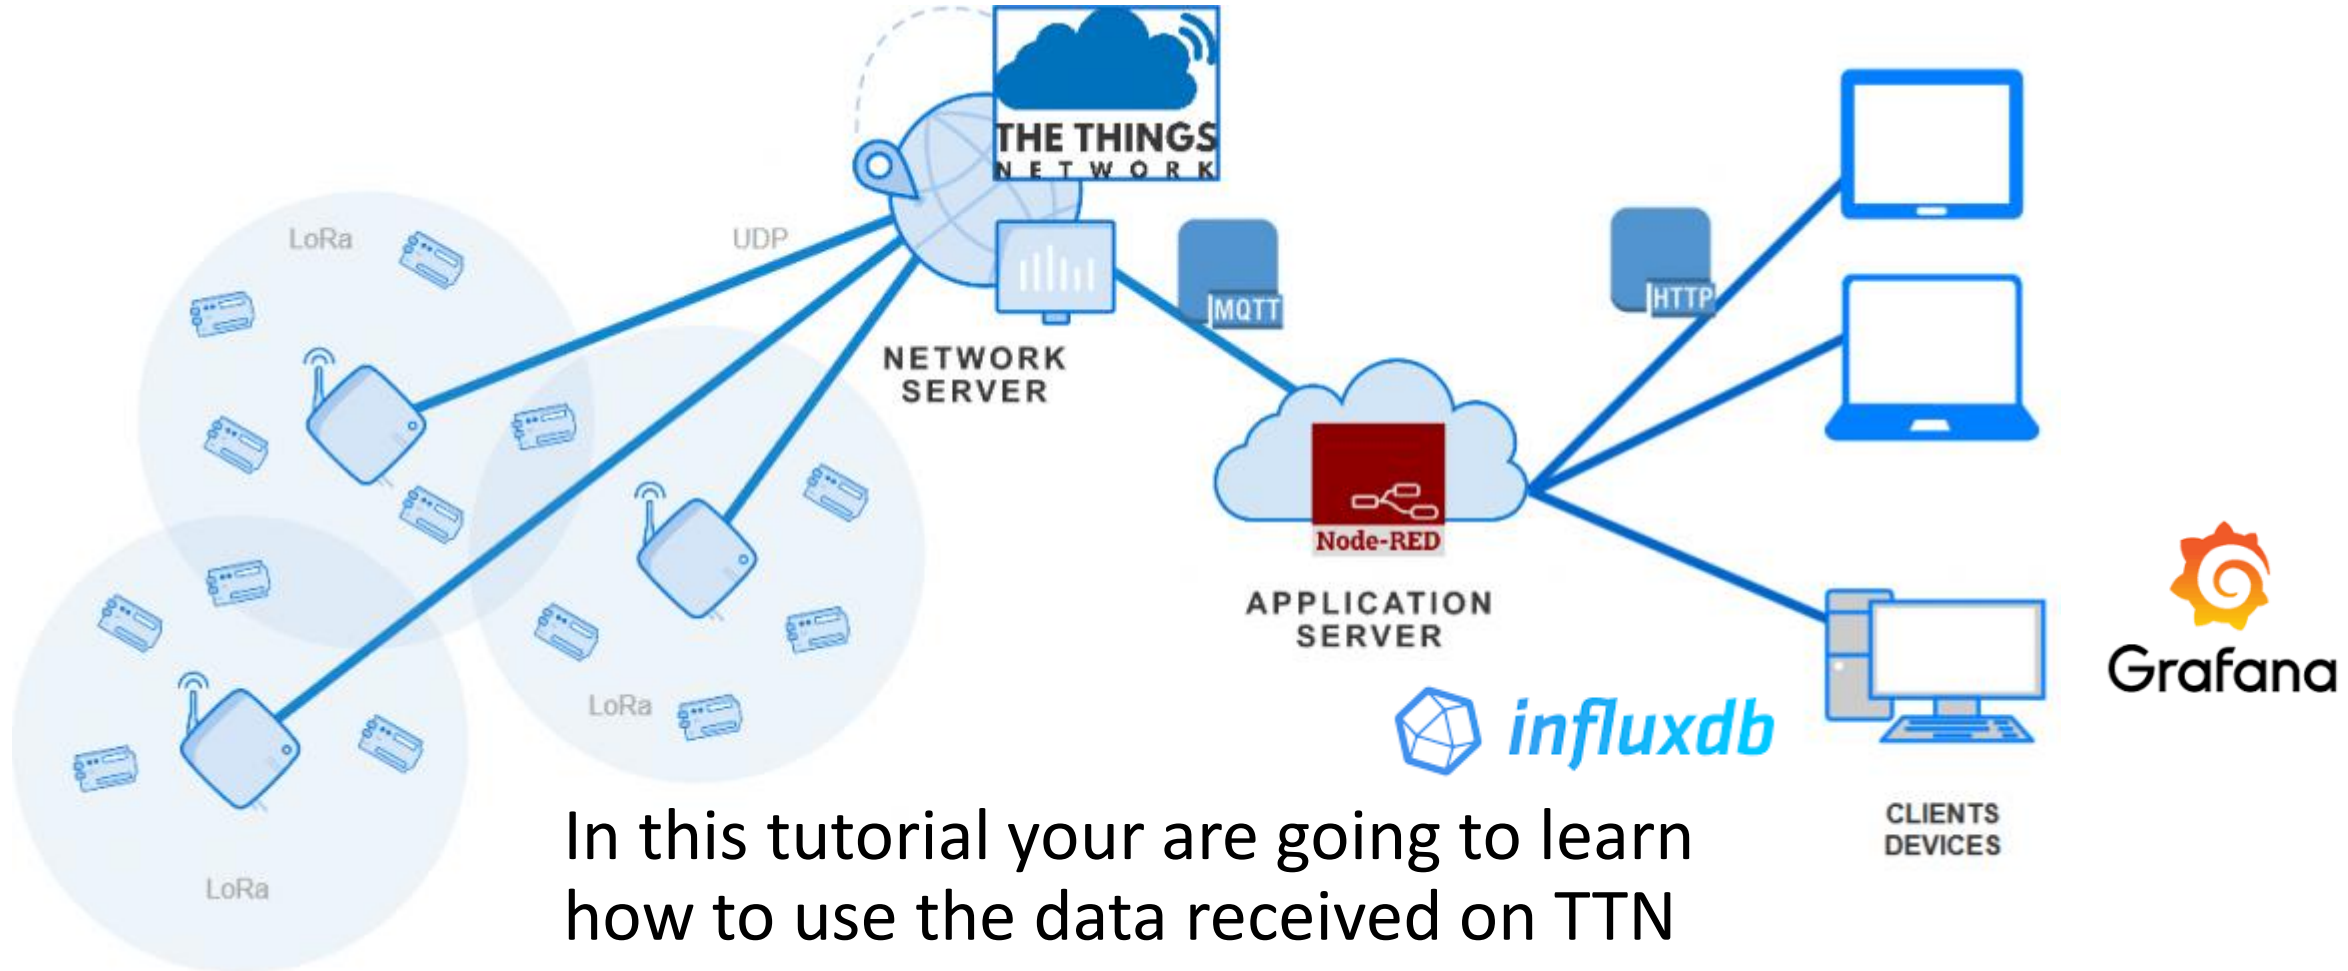 THE THINGS
NETWORK
LoRa
UDP
MQTT
HTTP
NETWORK
SERVER
Node-RED
APPLICATION
SERVER
LoRa
influxdb
Grafana
CLIENTS
DEVICES
LoRa
In this tutorial your are going to learn
how to use the data received on TTN